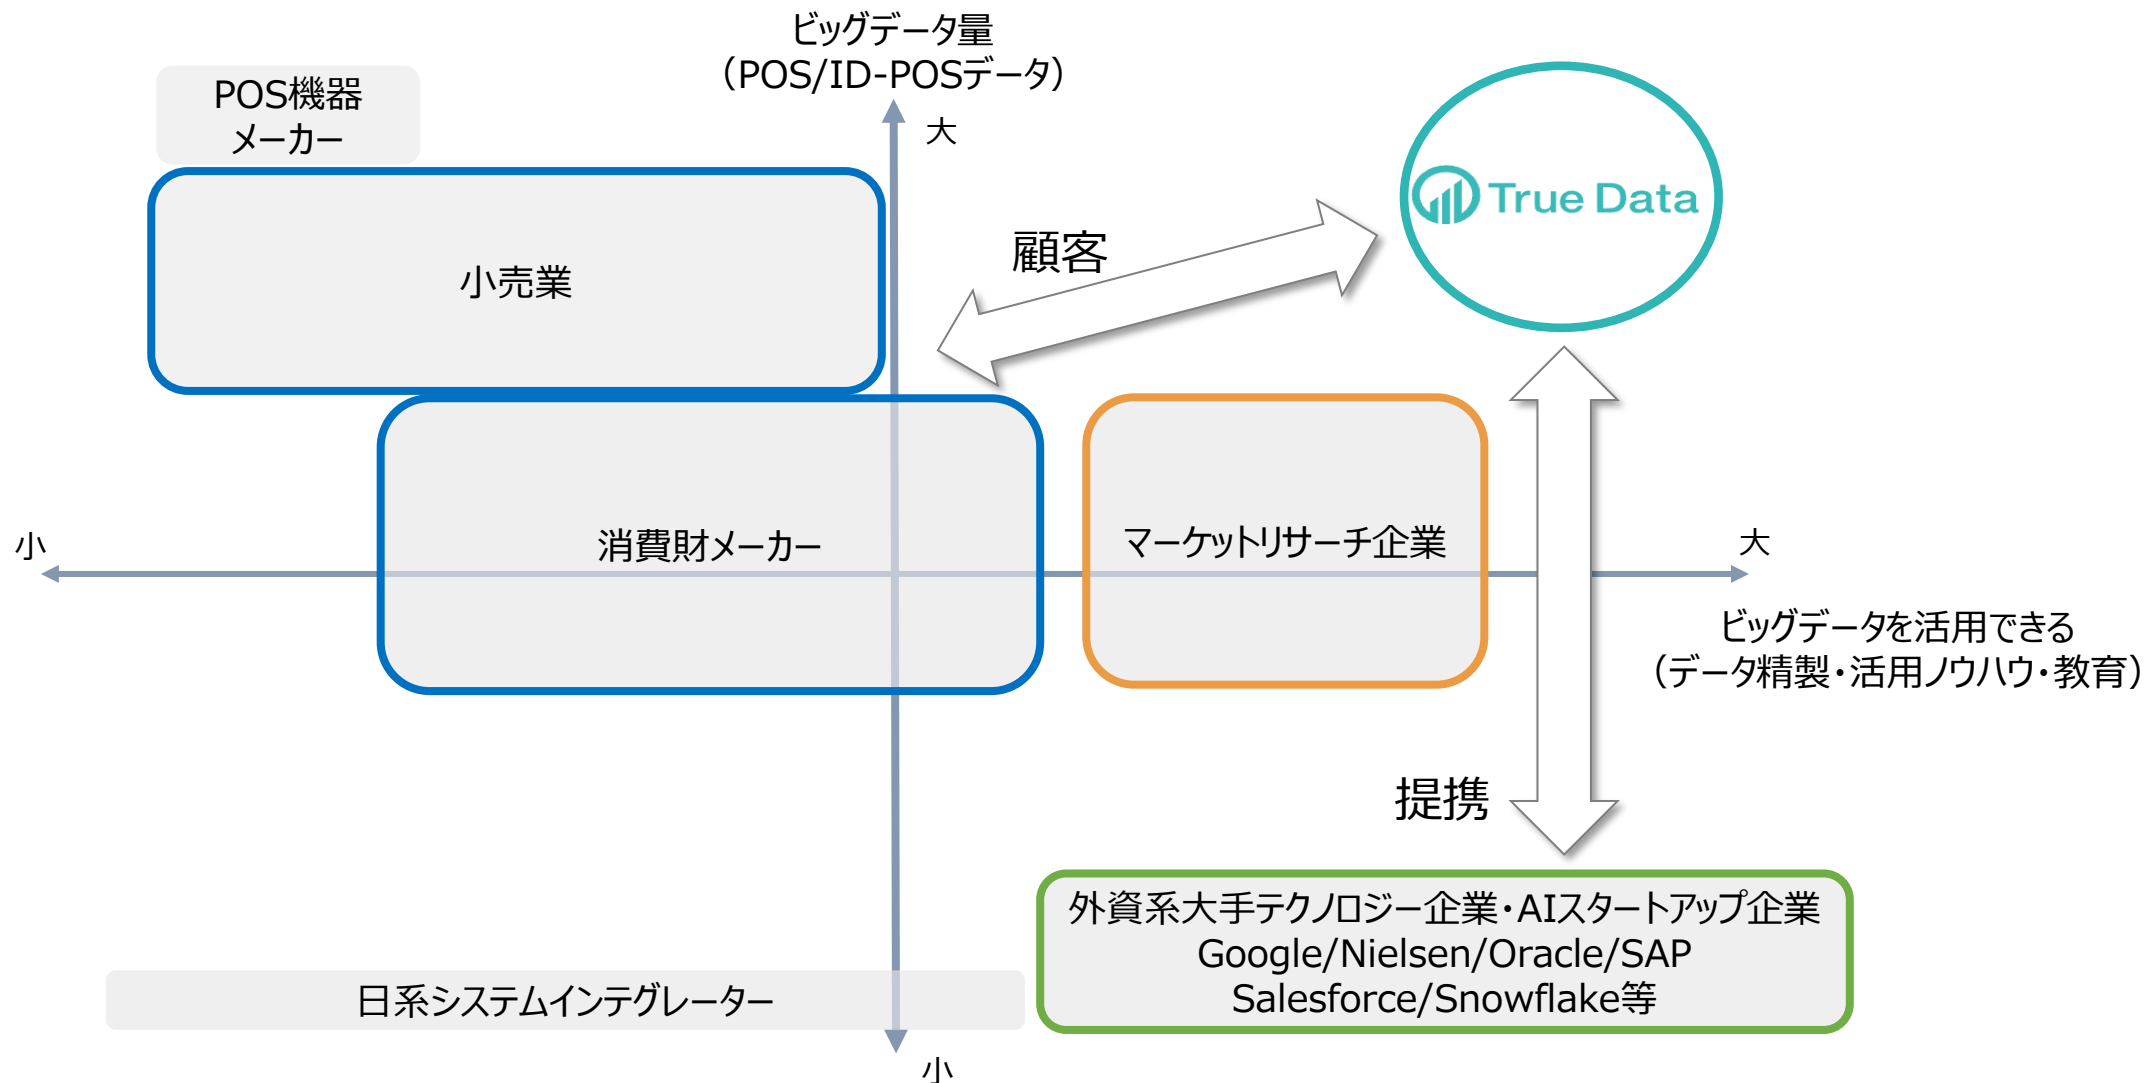 ビッグデータ量
（POS/ID-POSデータ）
大
POS機器
メーカー
True Data
顧客
小売業
小
消費財メーカー
マーケットリサーチ企業
大
ビッグデータを活用できる
（データ精製・活用ノウハウ・教育）
提携
外資系大手テクノロジー企業・AIスタートアップ企業
Google/Nielsen/Oracle/SAP
Salesforce/Snowflake等
日系システムインテグレーター
小